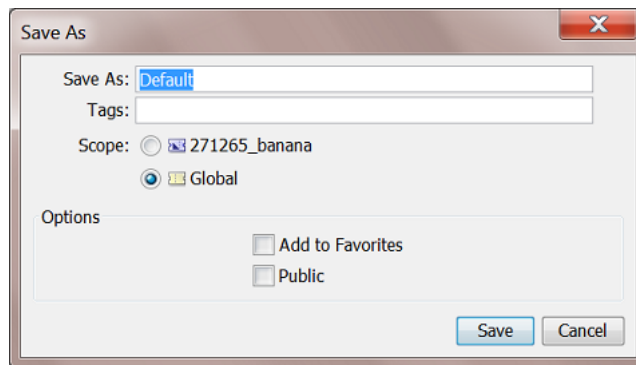 Save As
Save As: Default
Tags:
Scope: 271265_banana
Global
Options
Add to Favorites
Public
Save Cancel